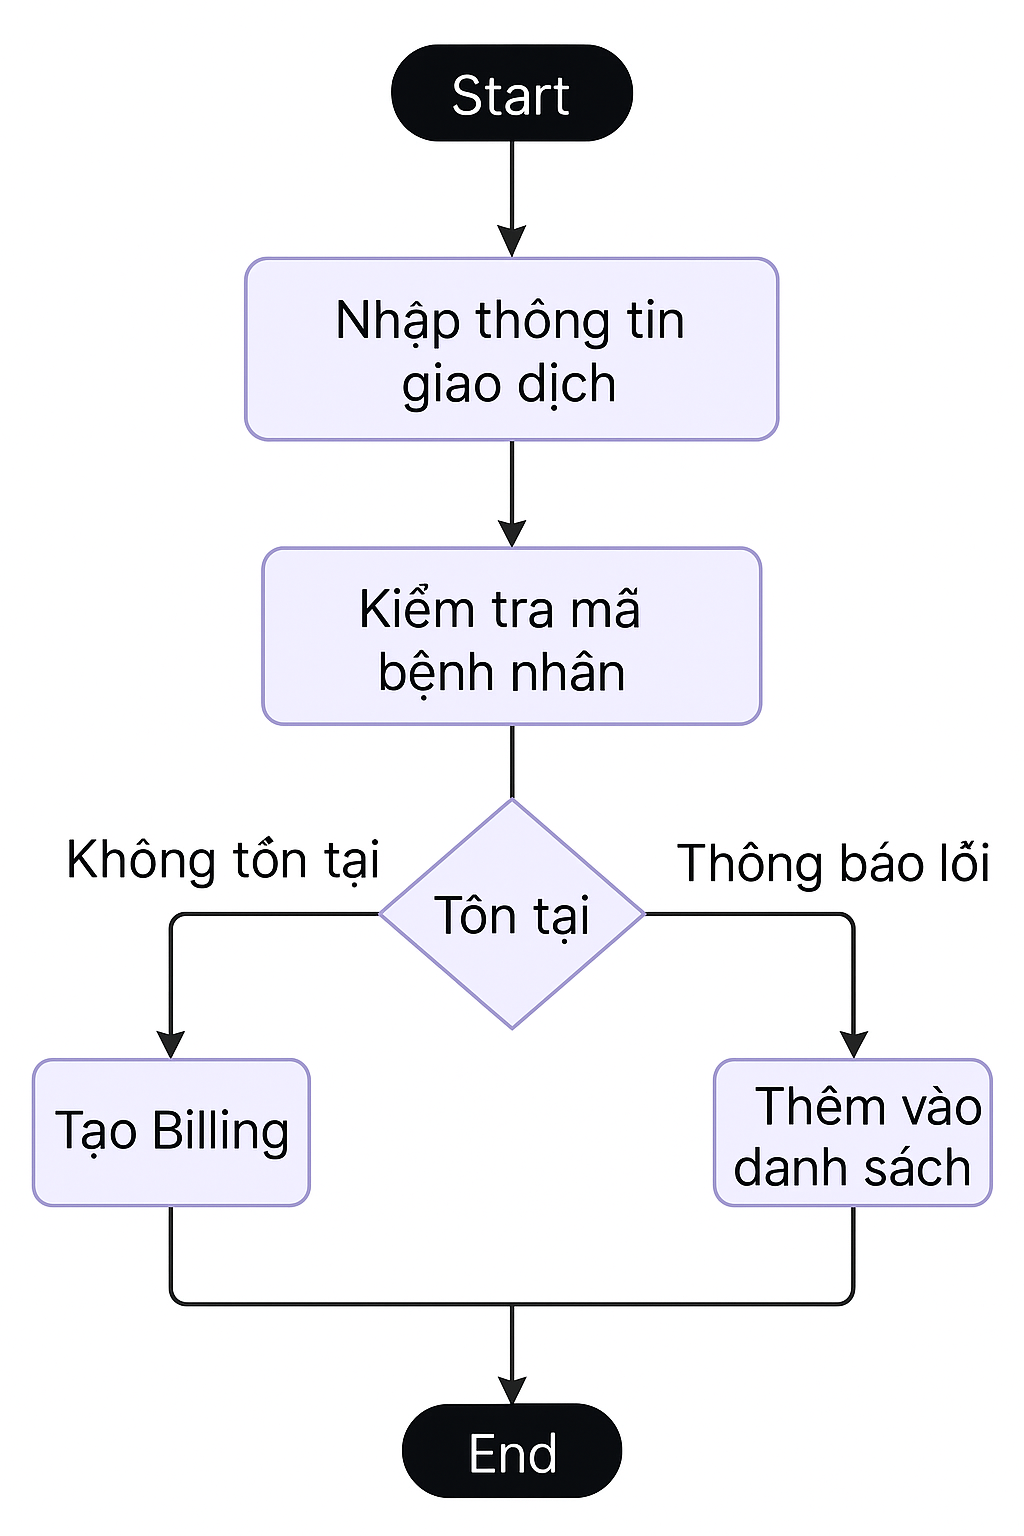 Start
Nhập thông tin
giao dịch
Kiểm tra mã
bệnh nhân
Không tồn tại
Thông báo lỗi
Tôn tại
Tạo Billing
Thêm vào
danh sách
End